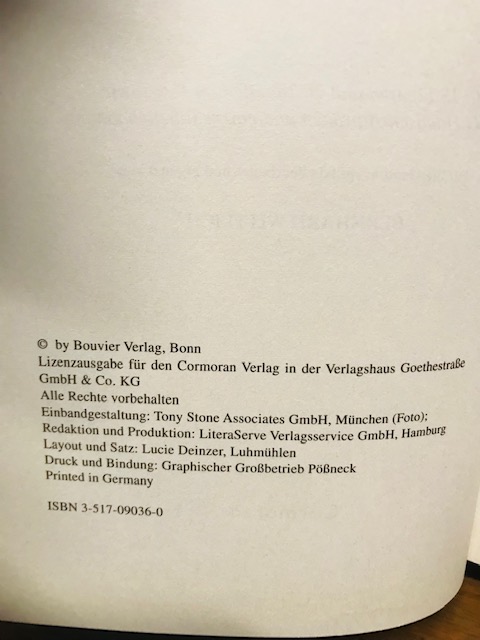 © by Bouvier Verlag, Bonn
Lizenzausgabe für den Cormoran Verlag in der Verlagshaus Goethestraße
GmbH & Co. KG
Alle Rechte vorbehalten
Einbandgestaltung: Tony Stone Associates GmbH, München (Foto);
Redaktion und Produktion: LiteraServe Verlagsservice GmbH, Hamburg
Layout und Satz: Lucie Deinzer, Luhmühlen
Druck und Bindung: Graphischer Großbetrieb Pößneck
Printed in Germany
ISBN 3-517-09036-0